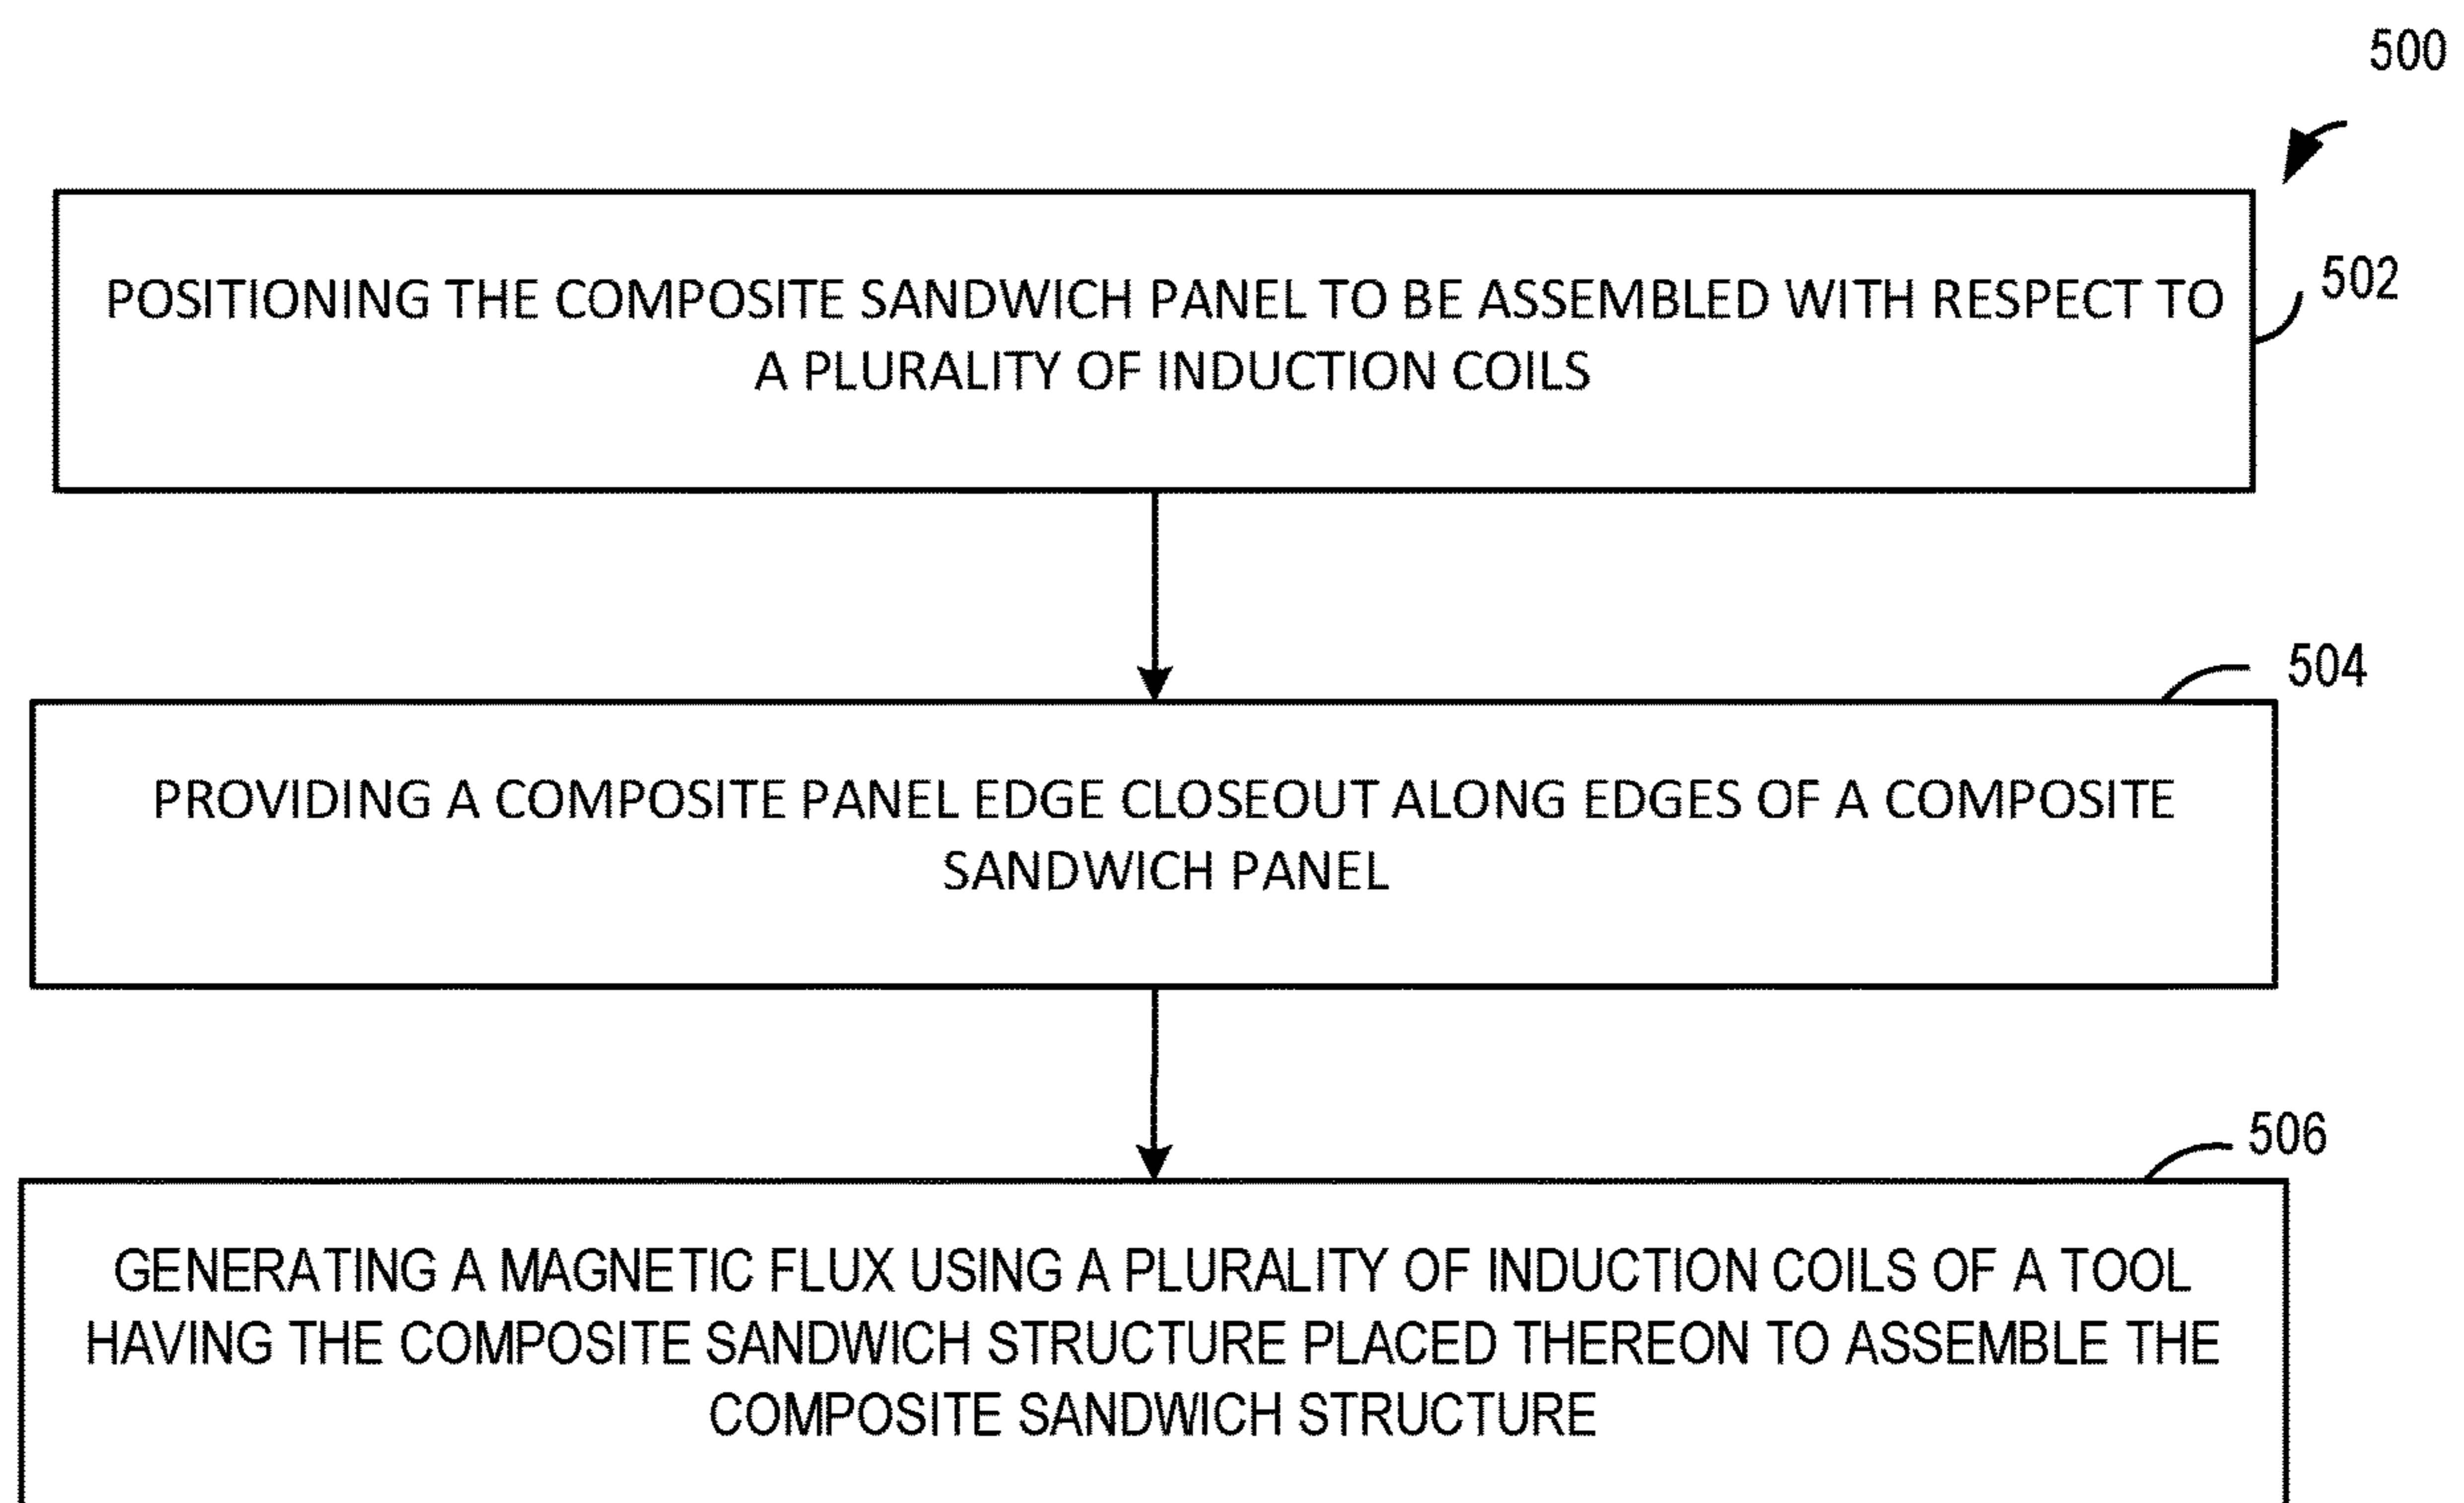 500
POSITIONING THE COMPOSITE SANDWICH PANEL TO BE ASSEMBLED WITH RESPECT TO
A PLURALITY OF INDUCTION COILS
502
504
PROVIDING A COMPOSITE PANEL EDGE CLOSEOUT ALONG EDGES OF A COMPOSITE
SANDWICH PANEL
506
GENERATING A MAGNETIC FLUX USING A PLURALITY OF INDUCTION COILS OF A TOOL
HAVING THE COMPOSITE SANDWICH STRUCTURE PLACED THEREON TO ASSEMBLE THE
COMPOSITE SANDWICH STRUCTURE